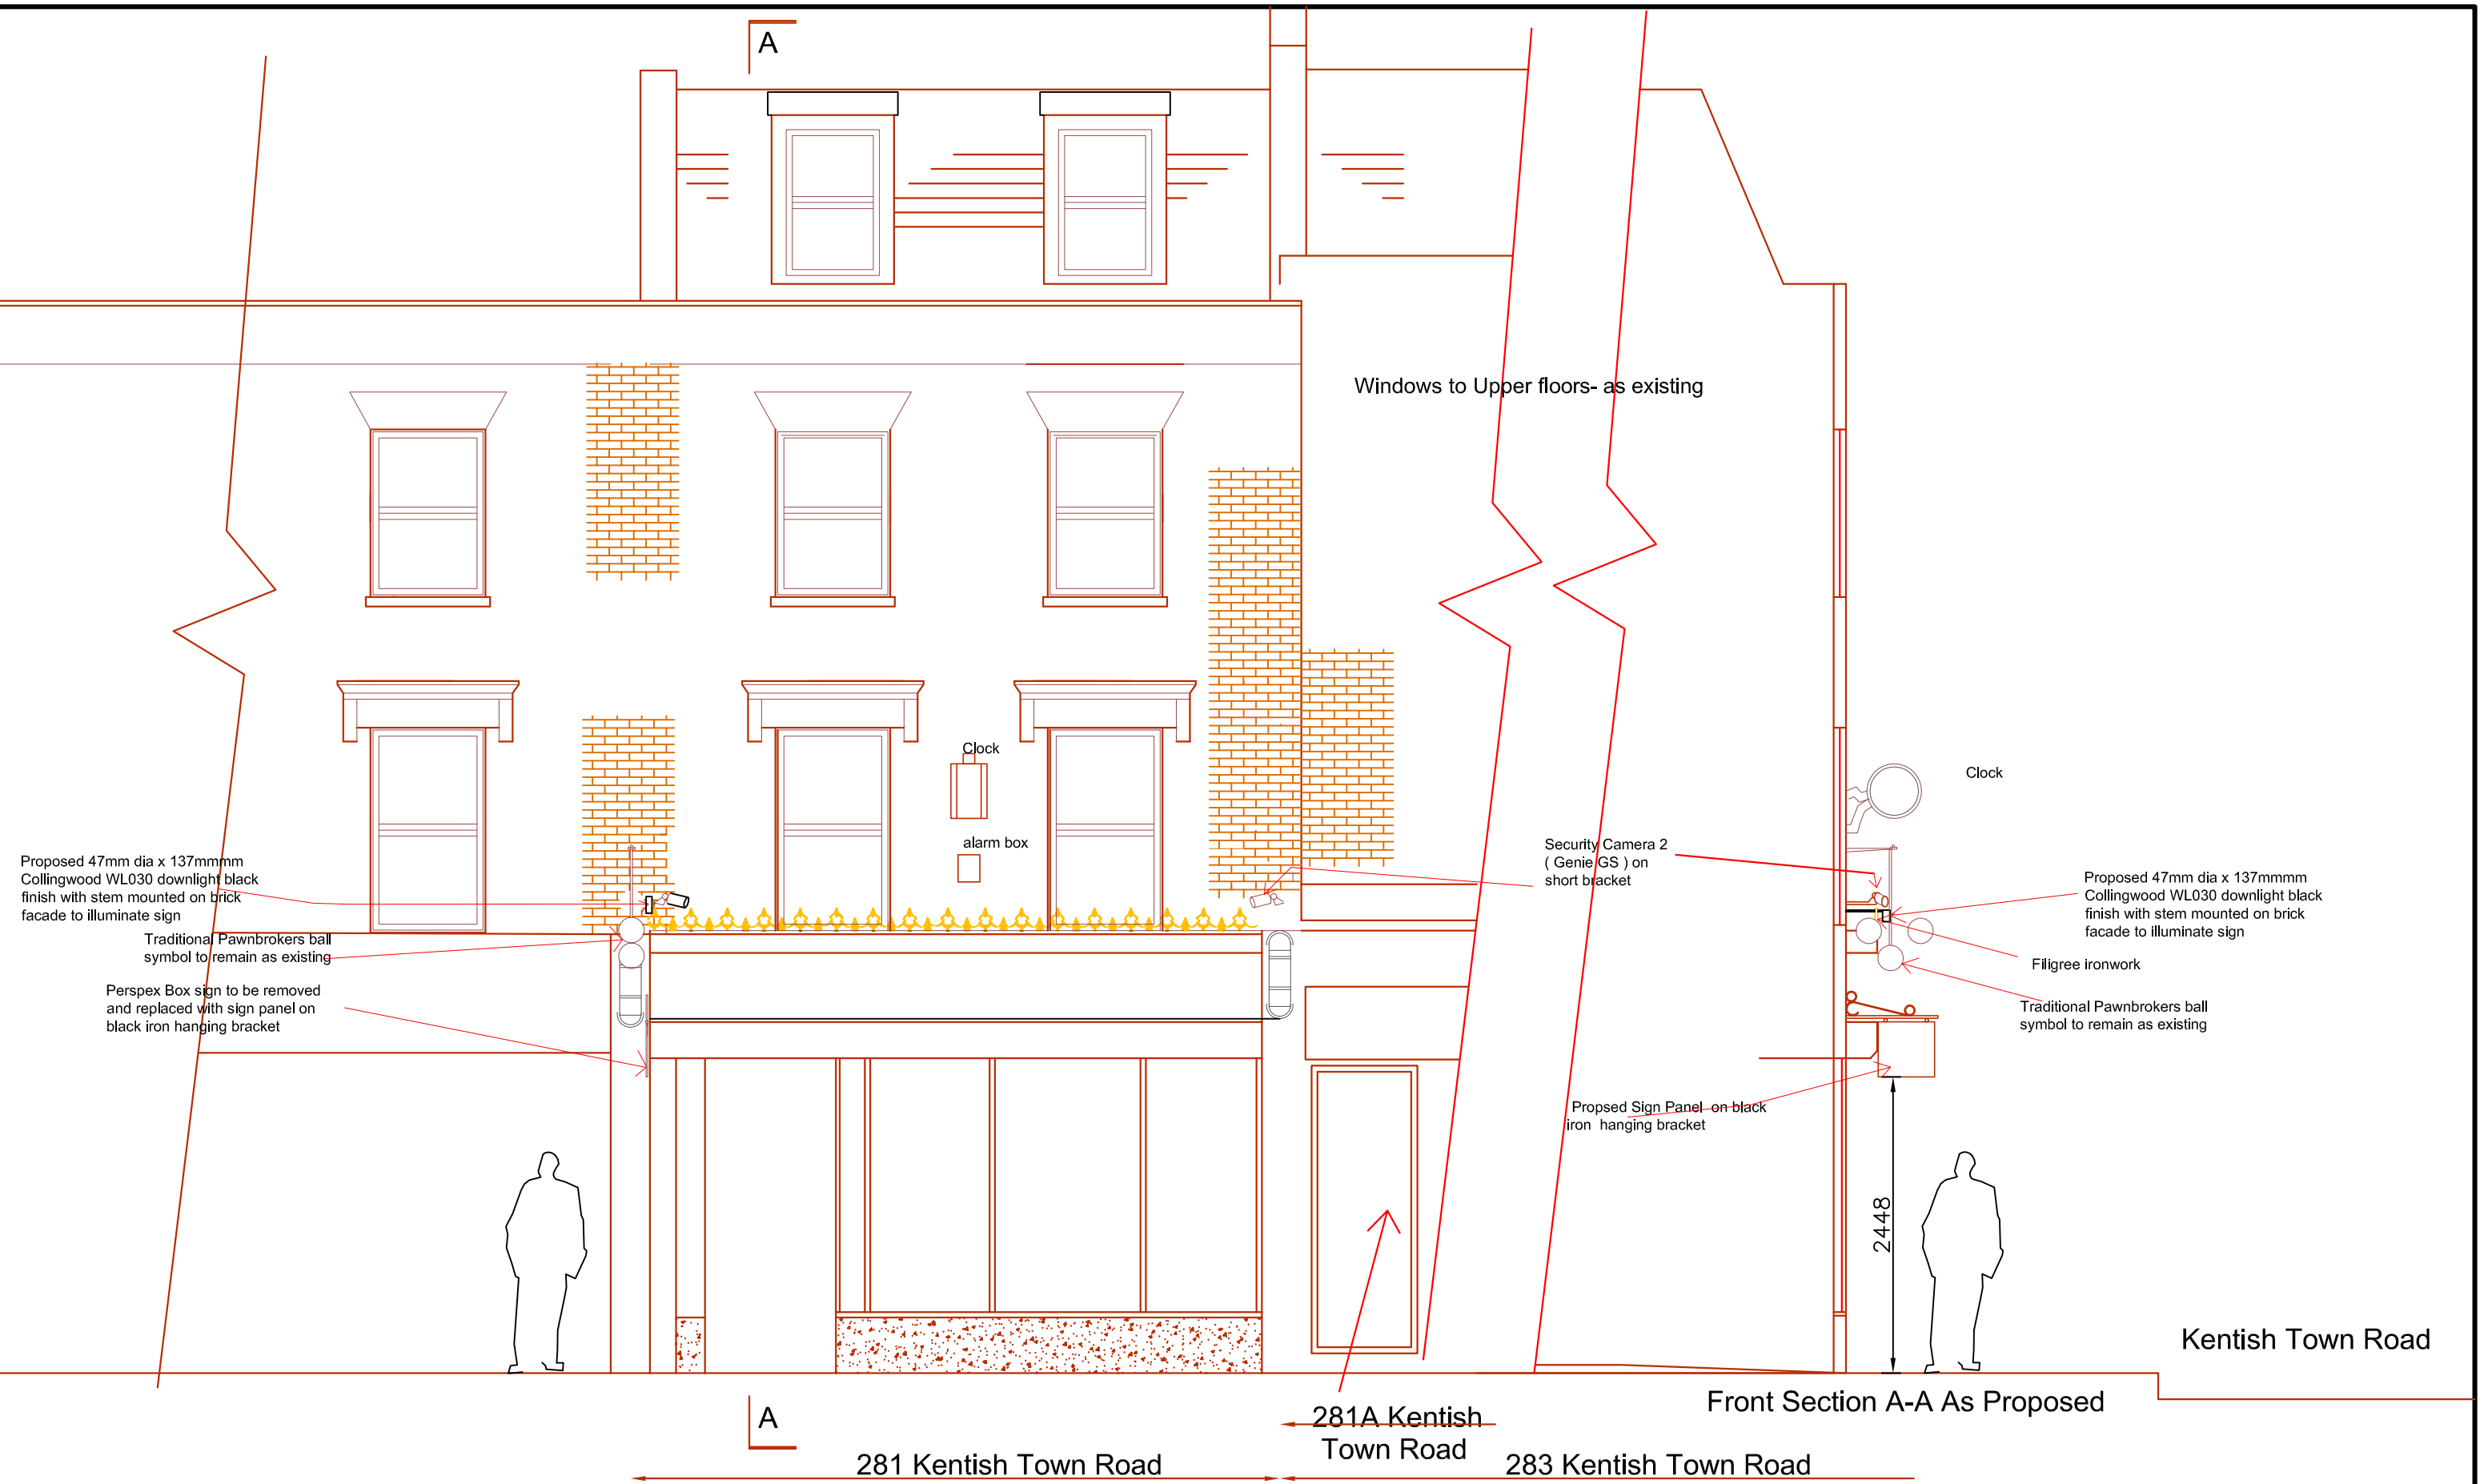 A
Windows to Upper floors- as existing
Clock
Clock
alarm box
Security Camera 2
( Genie GS ) on
short bracket
Proposed 47mm dia x 137mmmm
Collingwood WL030 downlight black
finish with stem mounted on brick
facade to illuminate sign
Proposed 47mm dia x 137mmmm
Collingwood WL030 downlight black
finish with stem mounted on brick
facade to illuminate sign
Traditional Pawnbrokers ball
symbol to remain as existing
Filigree ironwork
Perspex Box sign to be removed
and replaced with sign panel on
black iron hanging bracket
Traditional Pawnbrokers ball
symbol to remain as existing
Propsed Sign Panel on black
iron hanging bracket
2448
Kentish Town Road
Front Section A-A As Proposed
A
281A Kentish
Town Road
281 Kentish Town Road
283 Kentish Town Road